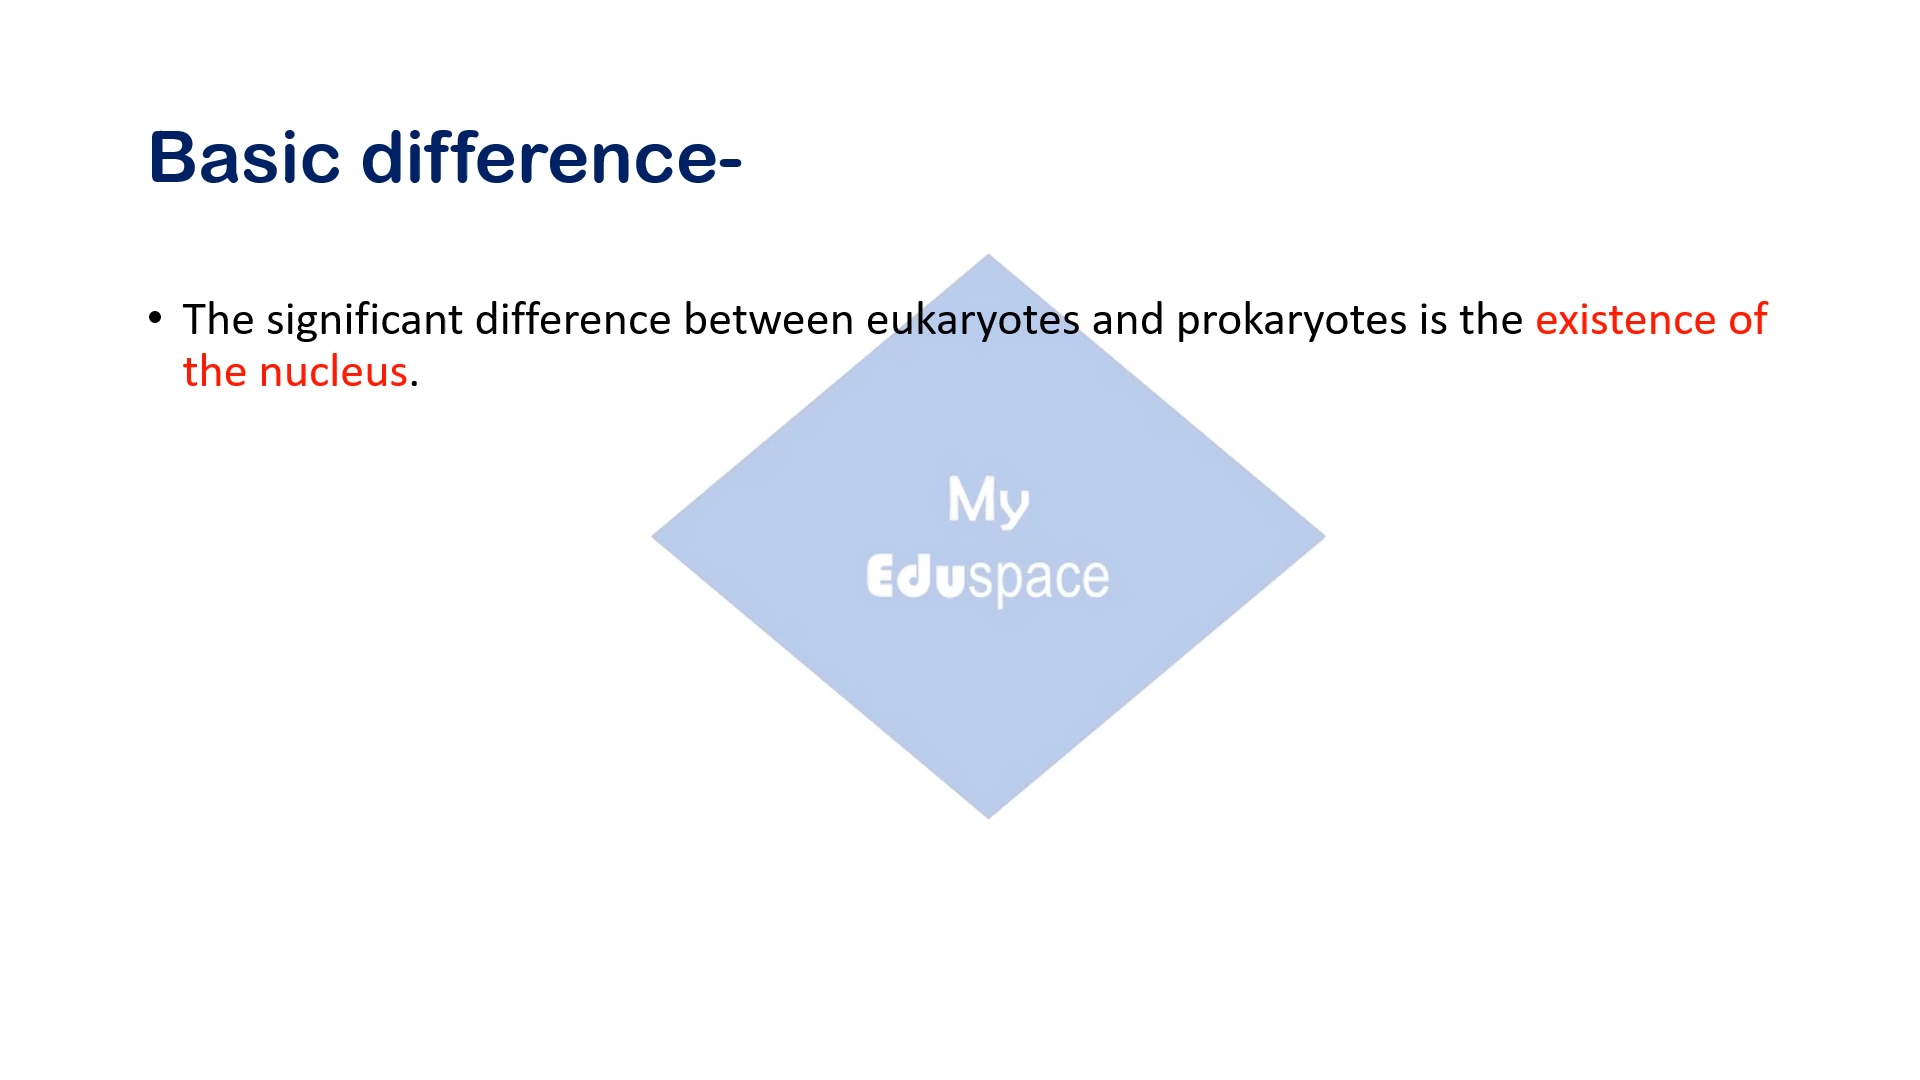 Basic difference-
• The significant difference between eukaryotes and prokaryotes is the existence of
the nucleus.
My
Eduspace